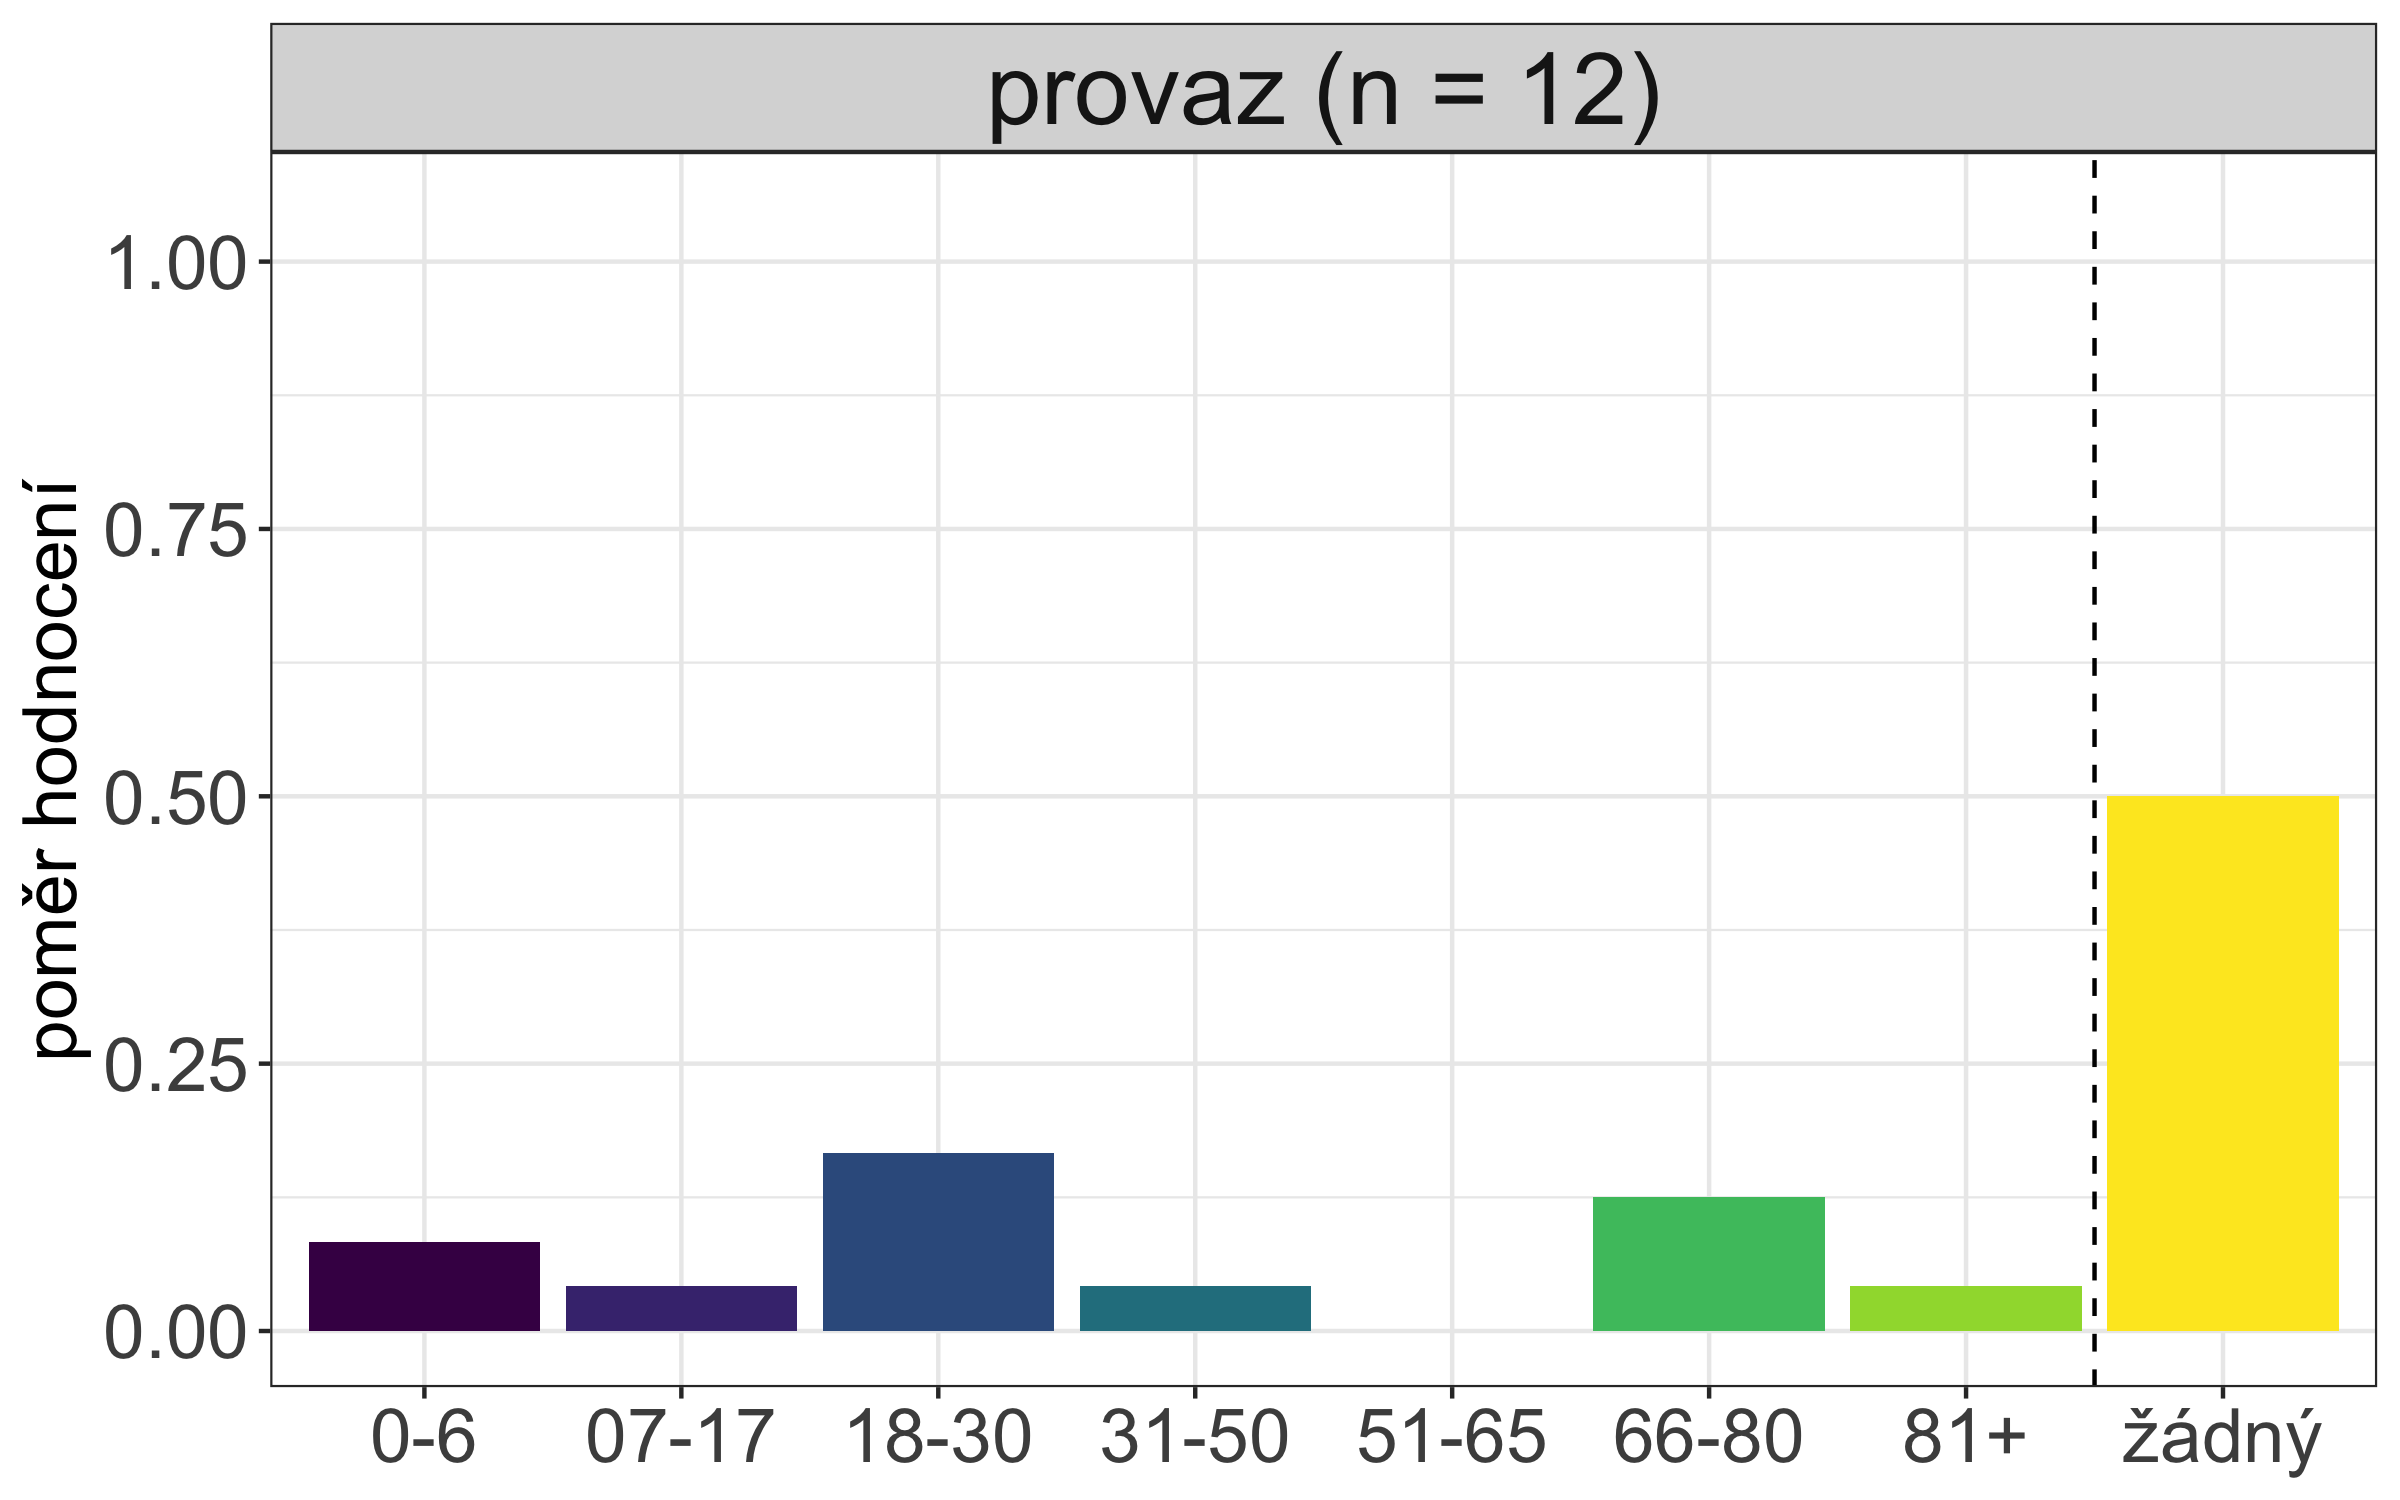 provaz (n = 12)
poměr hodnocení
1.00
0.75
0.50
0.25
0.00
0-6 07-17 18-30 31-50 51-65 66-80 81+ žádný